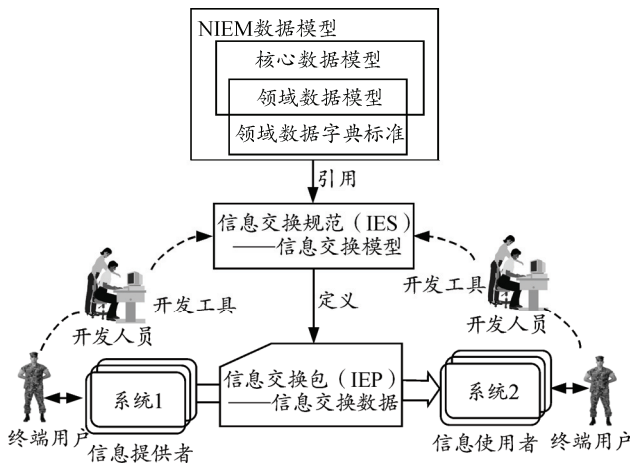 NIEM数据模型
核心数据模型
领域数据模型
领域数据字典标准
引用
信息交换规范（IES）
——信息交换模型
开发工具
开发人员
定义
开发工具
开发人员
信息交换包（IEP）
——信息交换数据
系统1
系统2
终端用户
信息提供者
信息使用者
终端用户